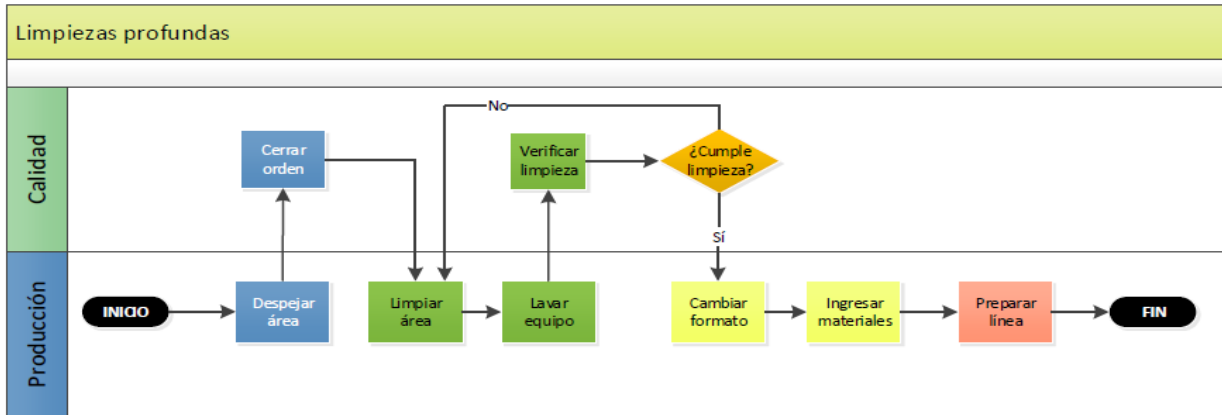 Limpiezas profundas
Calidad
Cerrar
orden
Verificar
limpieza
¿Cumple
limpieza?
No
Sí
Producción
INICIO
Despejar
área
Limpiar
área
Lavar
equipo
Cambiar
formato
Ingresar
materiales
Preparar
línea
FIN